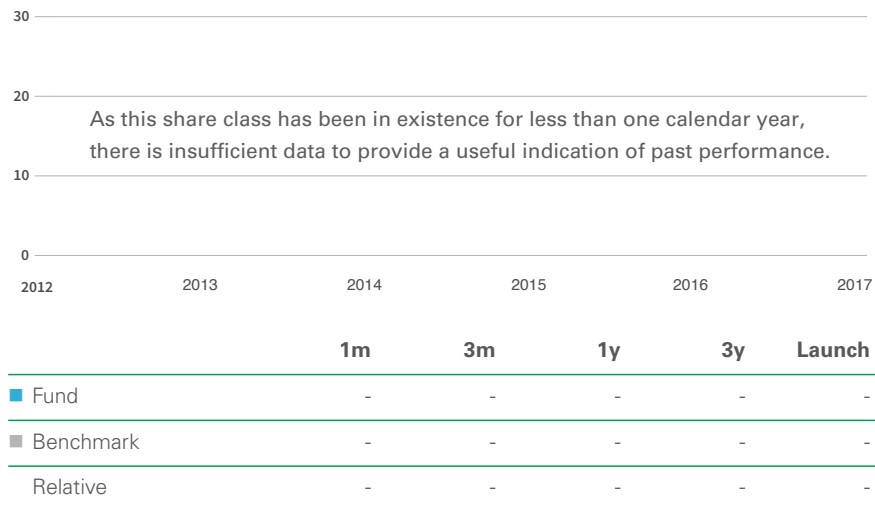 30
20
As this share class has been in existence for less than one calendar year,
there is insufficient data to provide a useful indication of past performance.
10
0
2012 2013 2014 2015 2016 2017
1m 3m 1y 3y Launch
Fund - - - - -
Benchmark - - - - -
Relative - - - - -